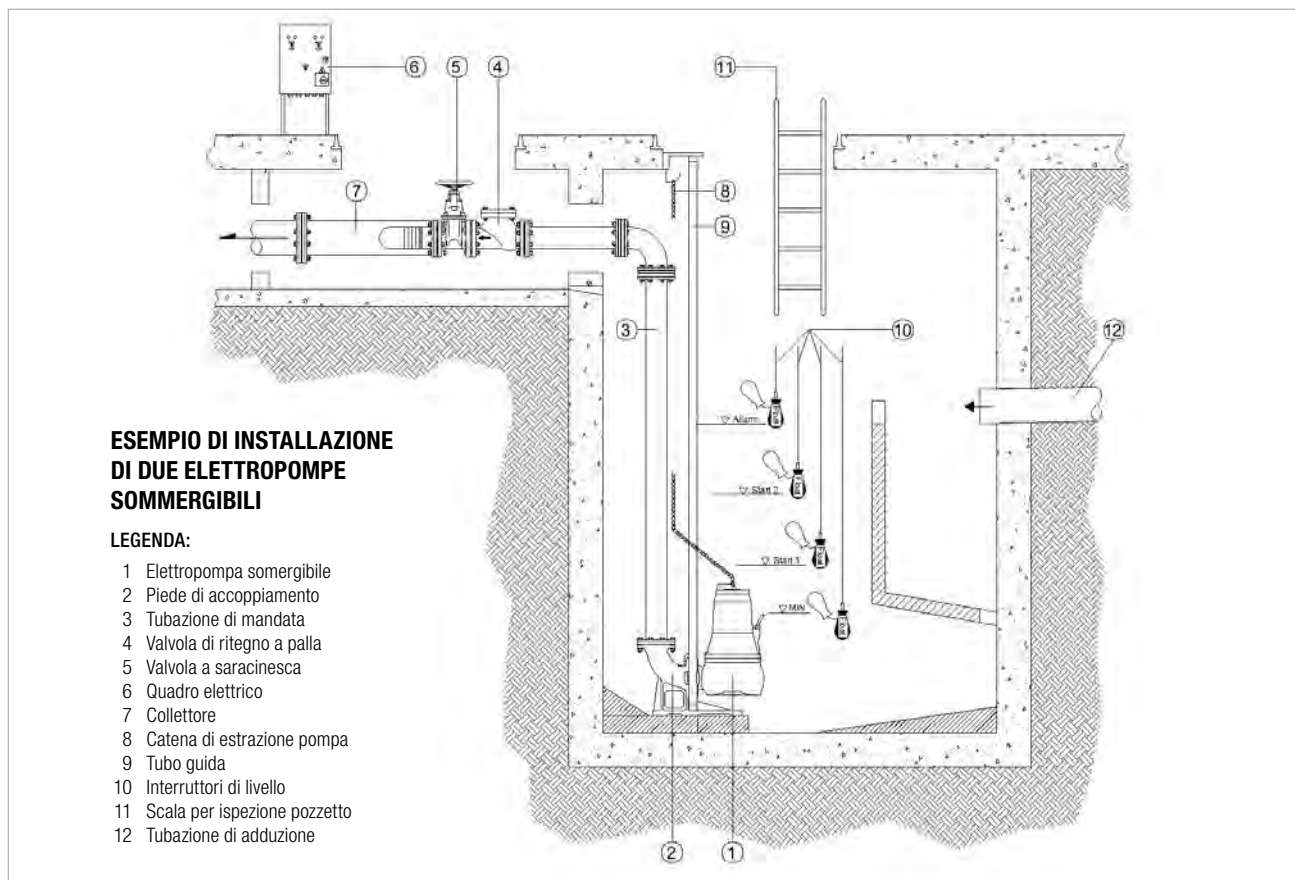 6
5
4
11
7
8
9
3
10
12
Allarm
Start 2
Start 1
MIN
ESEMPIO DI INSTALLAZIONE
DI DUE ELETTROPOMPE
SOMMERGIBILI
LEGENDA:
1 Elettropompa somergibile
2 Piede di accoppiamento
3 Tubazione di mandata
4 Valvola di ritegno a palla
5 Valvola a saracinesca
6 Quadro elettrico
7 Collettore
8 Catena di estrazione pompa
9 Tubo guida
10 Interruttori di livello
11 Scala per ispezione pozzetto
12 Tubazione di adduzione
2
1